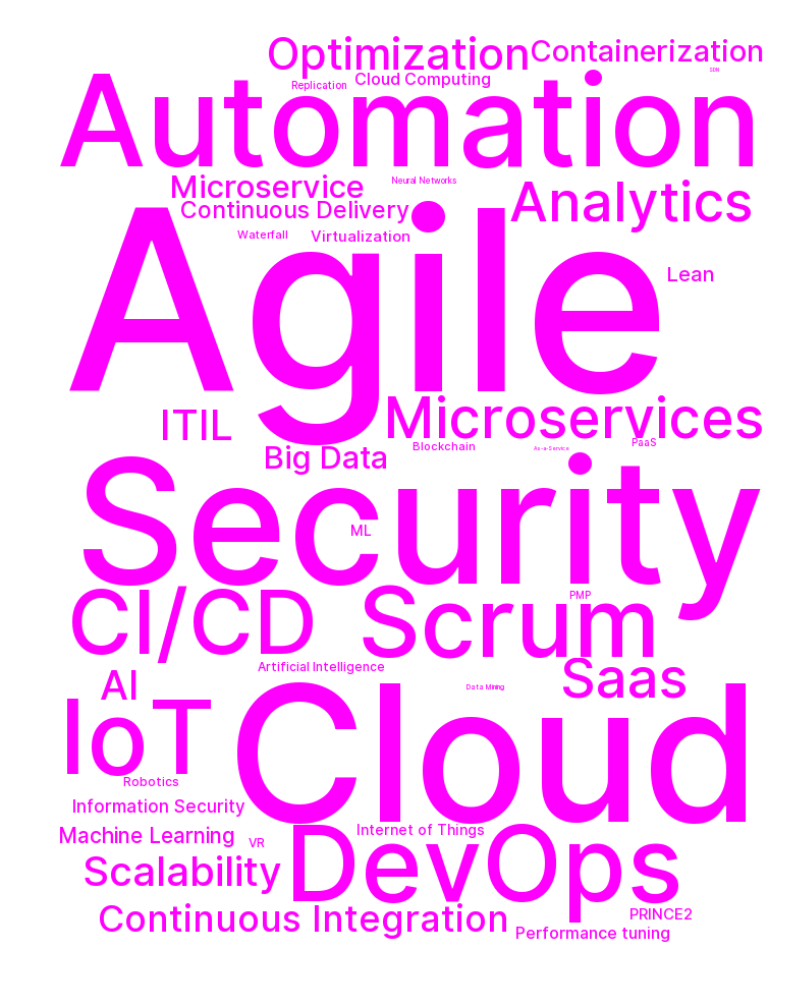 Optimization
Containerization
Replication
Cloud Computing
Automation
Microservice
Neural Networks
Analytics
Continuous Delivery
Waterfall
Virtualization
Agile
Lean
ITIL
Microservices
Big Data
Blockchain
As-a-Service
PaaS
Security
ML
CI/CD
Scrum
PMP
AI
Artificial Intelligence
Data Mining
Saas
IoT
Cloud
Robotics
Information Security
Machine Learning
VR
Internet of Things
DevOps
Scalability
Continuous Integration
PRINCE2
Performance tuning